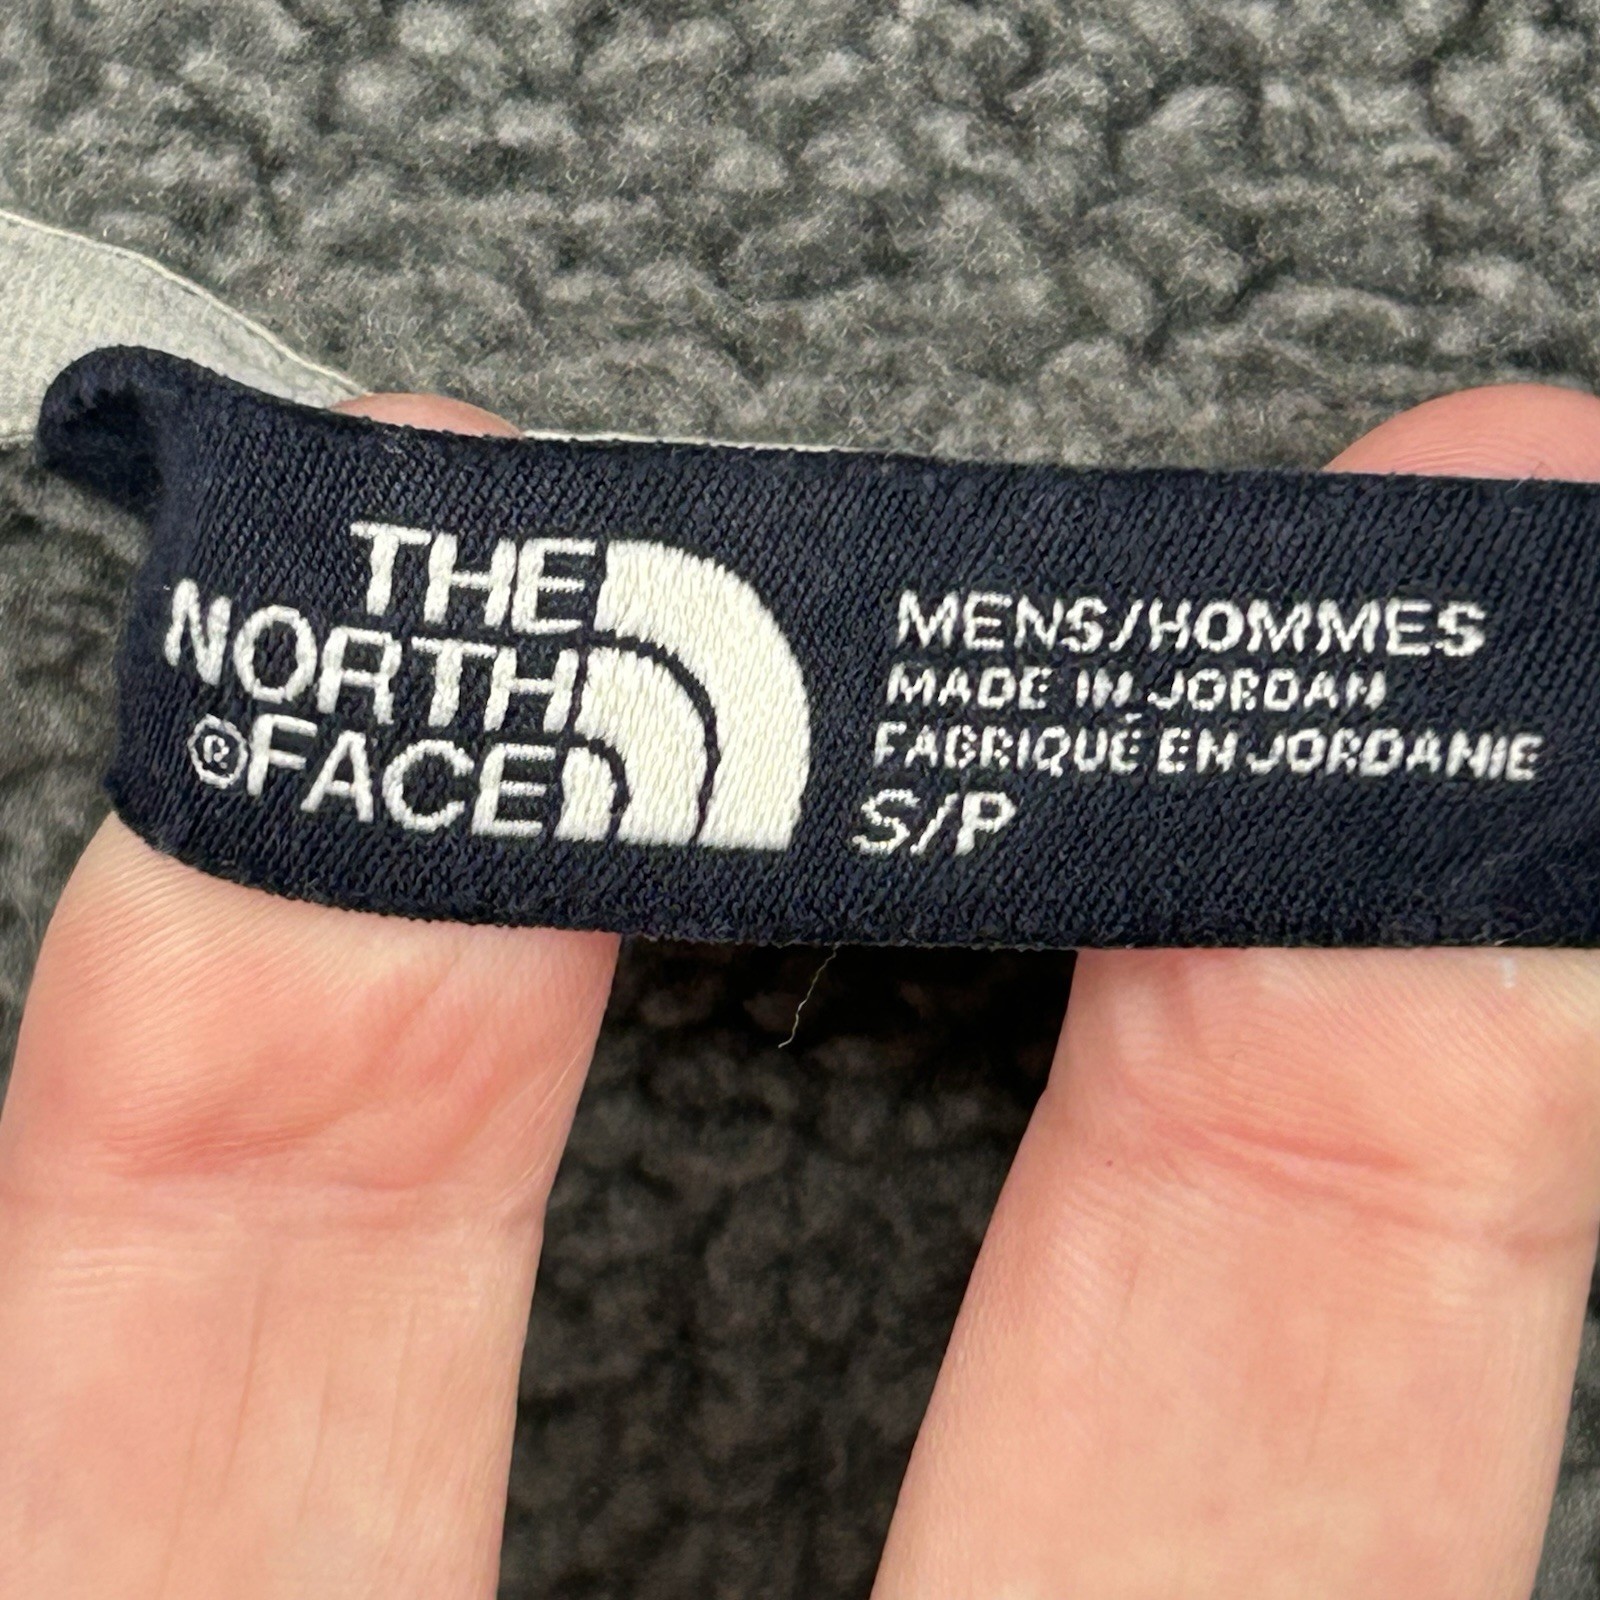 THE
NORTH
®FACE
MENS/HOMMES
MADE IN JORDAN
FABRIQUÉ EN JORDANIE
S/P